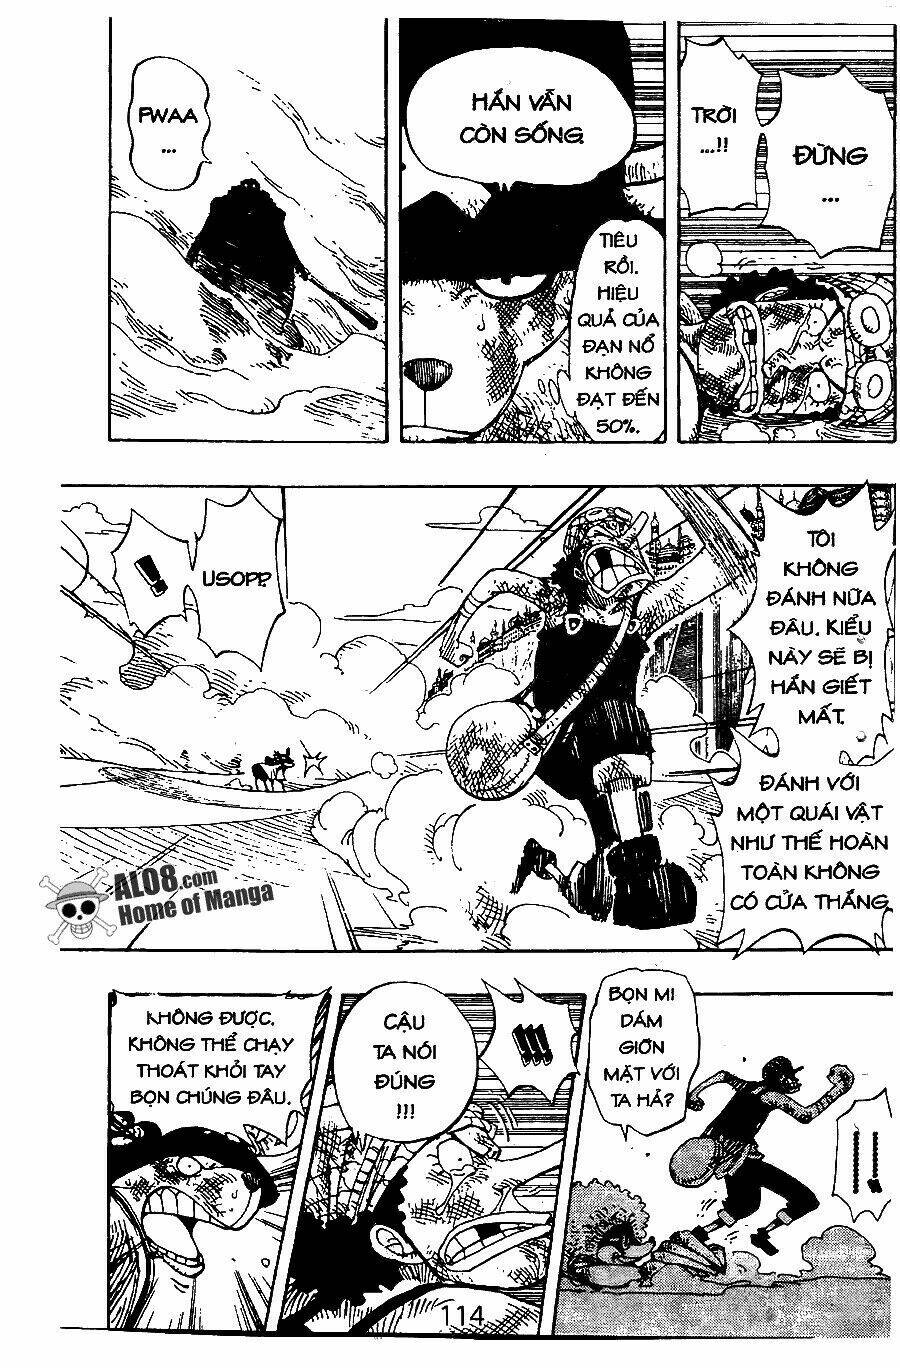 ĐỪNG
...
TRỜI
...!!
HẮN VẪN
CÒN SỐNG.
TIÊU
RỒI.
HIỆU
QUẢ CỦA
ĐẠN NỔ
KHÔNG
ĐẠT ĐẾN
50%.
FWAA
...
TÔI
KHÔNG
ĐÁNH NỮA
ĐÂU. KIỂU
NÀY SẼ BỊ
HẮN GIẾT
MẤT.
ĐÁNH VỚI
MỘT QUÁI VẬT
NHƯ THẾ HOÀN
TOÀN KHÔNG
CÓ CỬA THẮNG
USOPP.
!!
AL08.com
Home of Manga
BỌN MI
DÁM
GIỠN
MẶT VỚI
TA HẢ?
!!!
CẬU
TA NÓI
ĐÚNG
!!!
KHÔNG ĐƯỢC.
KHÔNG THỂ CHẠY
THOÁT KHỎI TAY
BỌN CHÚNG ĐÂU.
114